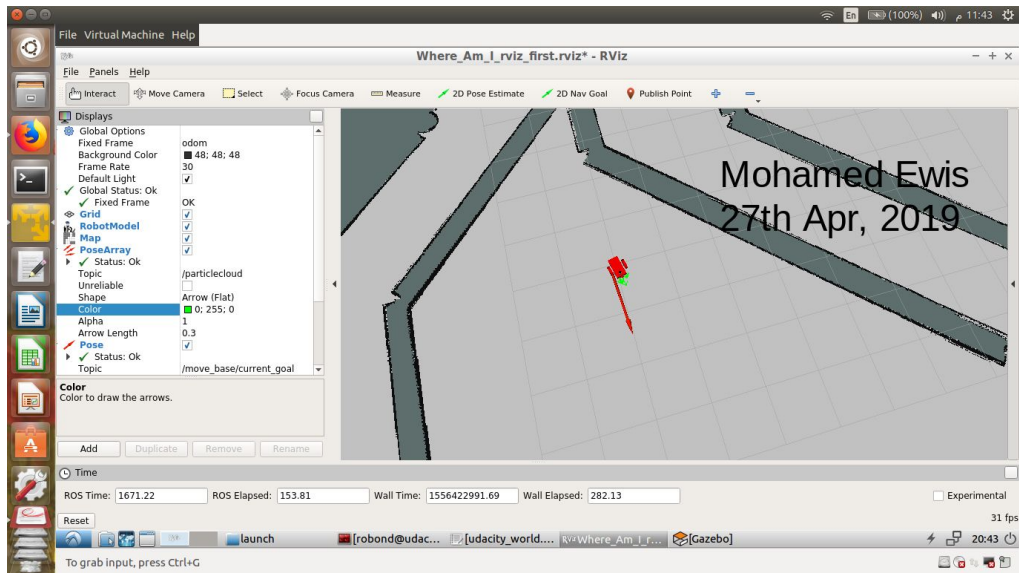 En (100%) م 11:43
File Virtual Machine Help
Where_Am_I_rviz_first.rviz* - RViz
File Panels Help
Interact Move Camera Select Focus Camera Measure 2D Pose Estimate 2D Nav Goal Publish Point
Displays
Global Options
Fixed Frame odom
Background Color 48; 48; 48
Frame Rate 30
Default Light
Global Status: Ok
Fixed Frame OK
Grid
RobotModel
Map
PoseArray
Status: Ok
Topic /particlecloud
Unreliable
Shape Arrow (Flat)
Color 0; 255; 0
Alpha 1
Arrow Length 0.3
Pose
Status: Ok
Topic /move_base/current_goal
Color
Color to draw the arrows.
Add Duplicate Remove Rename
Mohamed Ewis
27th Apr, 2019
Time
ROS Time: 1671.22 ROS Elapsed: 153.81 Wall Time: 1556422991.69 Wall Elapsed: 282.13 Experimental
Reset 31 fps
launch [robond@udac... [udacity_world.... Where_Am_I_r... [Gazebo] 20:43
To grab input, press Ctrl+G